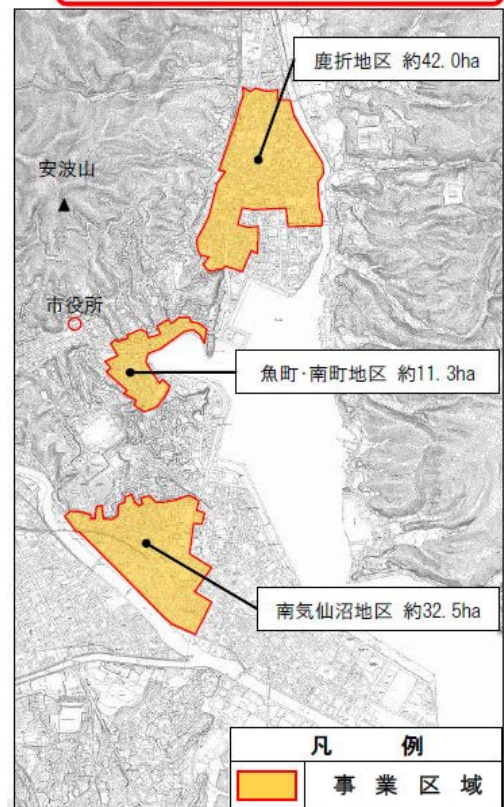 鹿折地区 約42.0ha
安波山
市役所
魚町・南町地区 約11.3ha
南気仙沼地区 約32.5ha
凡 例
事 業 区 域